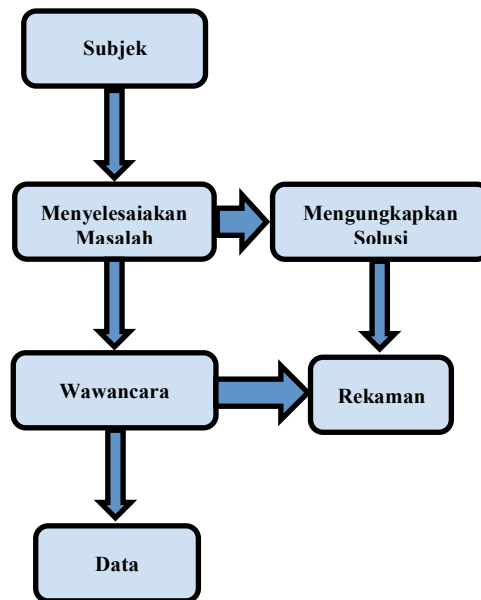 Subjek
Menyelesaiakan
Masalah
Mengungkapkan
Solusi
Wawancara
Rekaman
Data